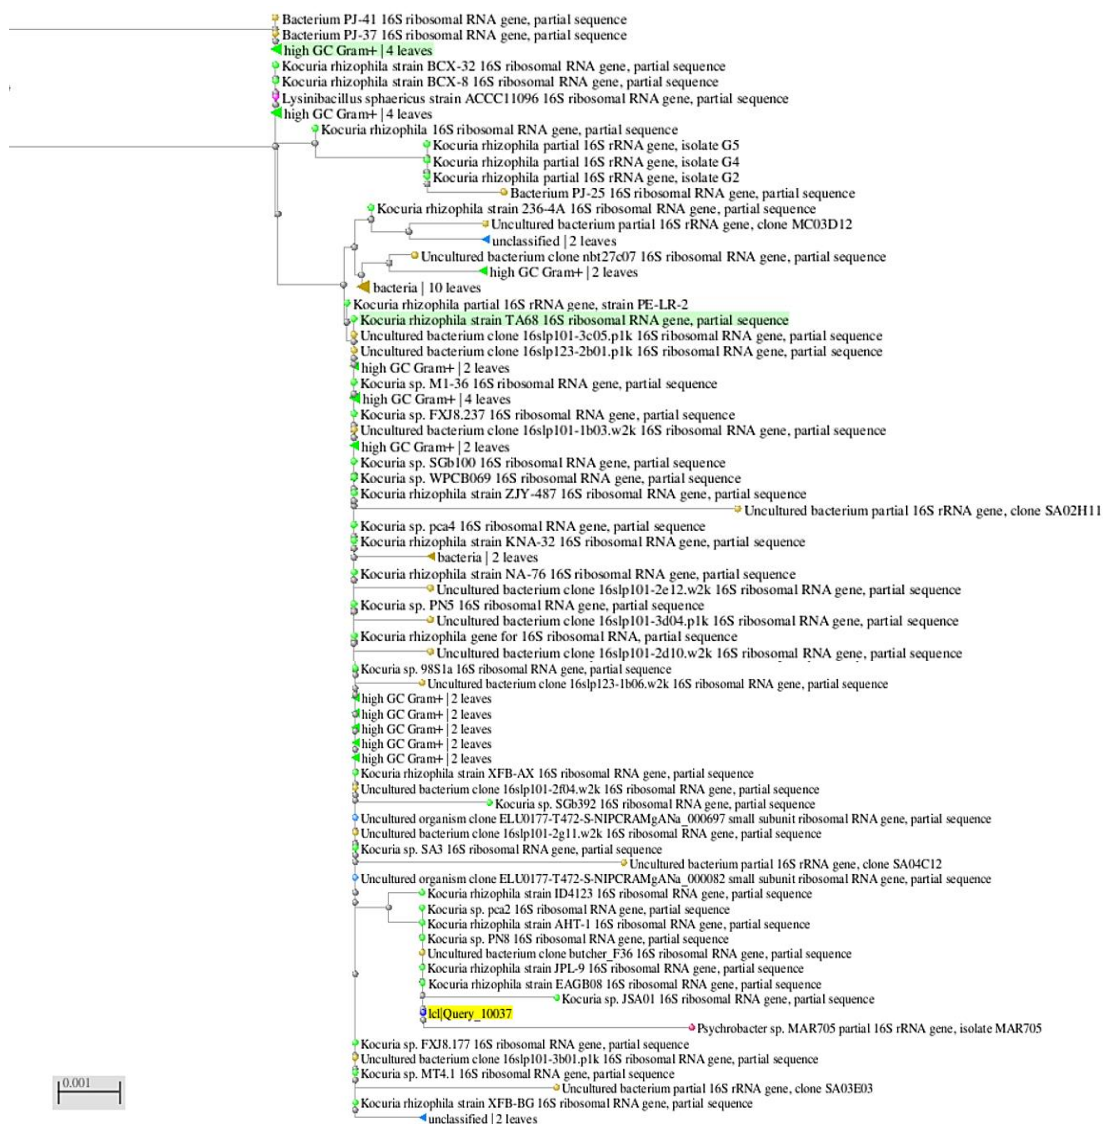 Bacterium PJ-41 16S ribosomal RNA gene, partial sequence
Bacterium PJ-37 16S ribosomal RNA gene, partial sequence
high GC Gram+ | 4 leaves
Kocuria rhizophila strain BCX-32 16S ribosomal RNA gene, partial sequence
Kocuria rhizophila strain BCX-8 16S ribosomal RNA gene, partial sequence
Lysinibacillus sphaericus strain ACCC11096 16S ribosomal RNA gene, partial sequence
high GC Gram+ | 4 leaves
Kocuria rhizophila 16S ribosomal RNA gene, partial sequence
Kocuria rhizophila partial 16S rRNA gene, isolate G5
Kocuria rhizophila partial 16S rRNA gene, isolate G4
Kocuria rhizophila partial 16S rRNA gene, isolate G2
Bacterium PJ-25 16S ribosomal RNA gene, partial sequence
Kocuria rhizophila strain 236-4A 16S ribosomal RNA gene, partial sequence
Uncultured bacterium partial 16S rRNA gene, clone MC03D12
unclassified | 2 leaves
Uncultured bacterium clone nbt27c07 16S ribosomal RNA gene, partial sequence
high GC Gram+ | 2 leaves
bacteria | 10 leaves
Kocuria rhizophila partial 16S rRNA gene, strain PE-LR-2
Kocuria rhizophila strain TA68 16S ribosomal RNA gene, partial sequence
Uncultured bacterium clone 16slp101-3c05.p1k 16S ribosomal RNA gene, partial sequence
Uncultured bacterium clone 16slp123-2b01.p1k 16S ribosomal RNA gene, partial sequence
high GC Gram+ | 2 leaves
Kocuria sp. M1-36 16S ribosomal RNA gene, partial sequence
high GC Gram+ | 4 leaves
Kocuria sp. FXJ8.237 16S ribosomal RNA gene, partial sequence
Uncultured bacterium clone 16slp101-1b03.w2k 16S ribosomal RNA gene, partial sequence
high GC Gram+ | 2 leaves
Kocuria sp. SGb100 16S ribosomal RNA gene, partial sequence
Kocuria sp. WPCB069 16S ribosomal RNA gene, partial sequence
Kocuria rhizophila strain ZJY-487 16S ribosomal RNA gene, partial sequence
Uncultured bacterium partial 16S rRNA gene, clone SA02H11
Kocuria sp. pca4 16S ribosomal RNA gene, partial sequence
Kocuria rhizophila strain KNA-32 16S ribosomal RNA gene, partial sequence
bacteria | 2 leaves
Kocuria rhizophila strain NA-76 16S ribosomal RNA gene, partial sequence
Uncultured bacterium clone 16slp101-2e12.w2k 16S ribosomal RNA gene, partial sequence
Kocuria sp. PN5 16S ribosomal RNA gene, partial sequence
Uncultured bacterium clone 16slp101-3d04.p1k 16S ribosomal RNA gene, partial sequence
Kocuria rhizophila gene for 16S ribosomal RNA, partial sequence
Uncultured bacterium clone 16slp101-2d10.w2k 16S ribosomal RNA gene, partial sequence
Kocuria sp. 98S1a 16S ribosomal RNA gene, partial sequence
Uncultured bacterium clone 16slp123-1b06.w2k 16S ribosomal RNA gene, partial sequence
high GC Gram+ | 2 leaves
high GC Gram+ | 2 leaves
high GC Gram+ | 2 leaves
high GC Gram+ | 2 leaves
high GC Gram+ | 2 leaves
Kocuria rhizophila strain XFB-AX 16S ribosomal RNA gene, partial sequence
Uncultured bacterium clone 16slp101-2f04.w2k 16S ribosomal RNA gene, partial sequence
Kocuria sp. SGb392 16S ribosomal RNA gene, partial sequence
Uncultured organism clone ELU0177-T472-S-NIPCRAMgANa_000697 small subunit ribosomal RNA gene, partial sequence
Uncultured bacterium clone 16slp101-2g11.w2k 16S ribosomal RNA gene, partial sequence
Kocuria sp. SA3 16S ribosomal RNA gene, partial sequence
Uncultured bacterium partial 16S rRNA gene, clone SA04C12
Uncultured organism clone ELU0177-T472-S-NIPCRAMgANa_000082 small subunit ribosomal RNA gene, partial sequence
Kocuria rhizophila strain ID4123 16S ribosomal RNA gene, partial sequence
Kocuria sp. pca2 16S ribosomal RNA gene, partial sequence
Kocuria rhizophila strain AHT-1 16S ribosomal RNA gene, partial sequence
Kocuria sp. PN8 16S ribosomal RNA gene, partial sequence
Uncultured bacterium clone butcher_F36 16S ribosomal RNA gene, partial sequence
Kocuria rhizophila strain JPL-9 16S ribosomal RNA gene, partial sequence
Kocuria rhizophila strain EAGB08 16S ribosomal RNA gene, partial sequence
Kocuria sp. JSA01 16S ribosomal RNA gene, partial sequence
lcl|Query_10037
Psychrobacter sp. MAR705 partial 16S rRNA gene, isolate MAR705
Kocuria sp. FXJ8.177 16S ribosomal RNA gene, partial sequence
Uncultured bacterium clone 16slp101-3b01.p1k 16S ribosomal RNA gene, partial sequence
Kocuria sp. MT4.1 16S ribosomal RNA gene, partial sequence
0.001
Uncultured bacterium partial 16S rRNA gene, clone SA03E03
Kocuria rhizophila strain XFB-BG 16S ribosomal RNA gene, partial sequence
unclassified | 2 leaves